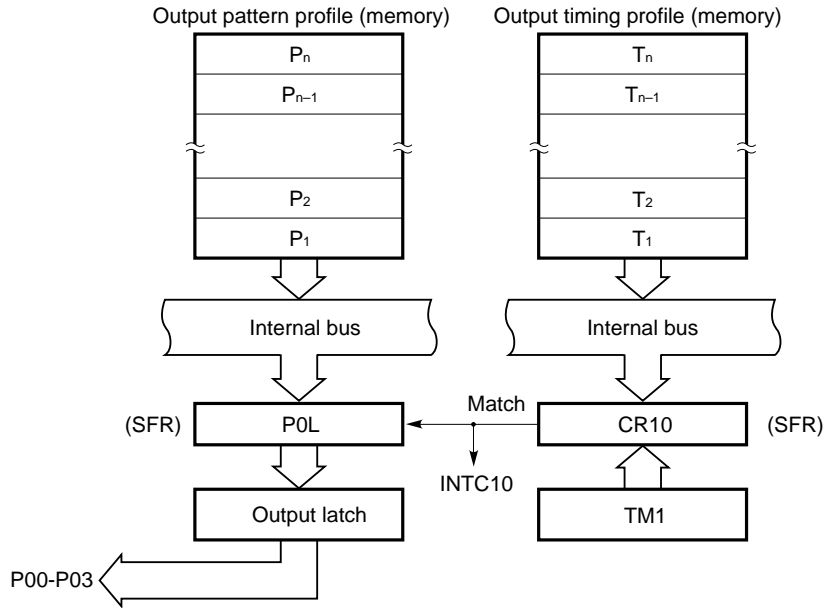 Output pattern profile (memory)
Output timing profile (memory)
Pn
Tn
Pn–1
Tn–1
P2
T2
P1
T1
Internal bus
Internal bus
Match
(SFR)
P0L
CR10
(SFR)
INTC10
Output latch
TM1
P00-P03